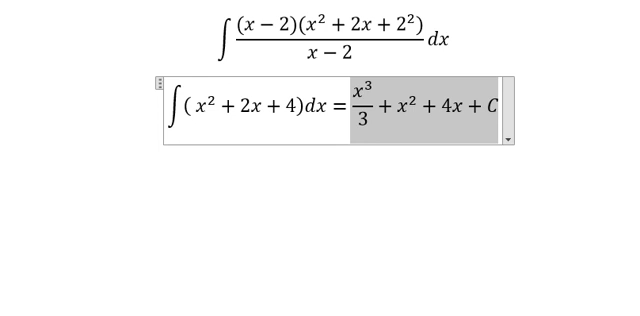 ∫ (x − 2)(x² + 2x + 2²) / x − 2 dx
∫( x² + 2x + 4)dx = x³/3 + x² + 4x + C